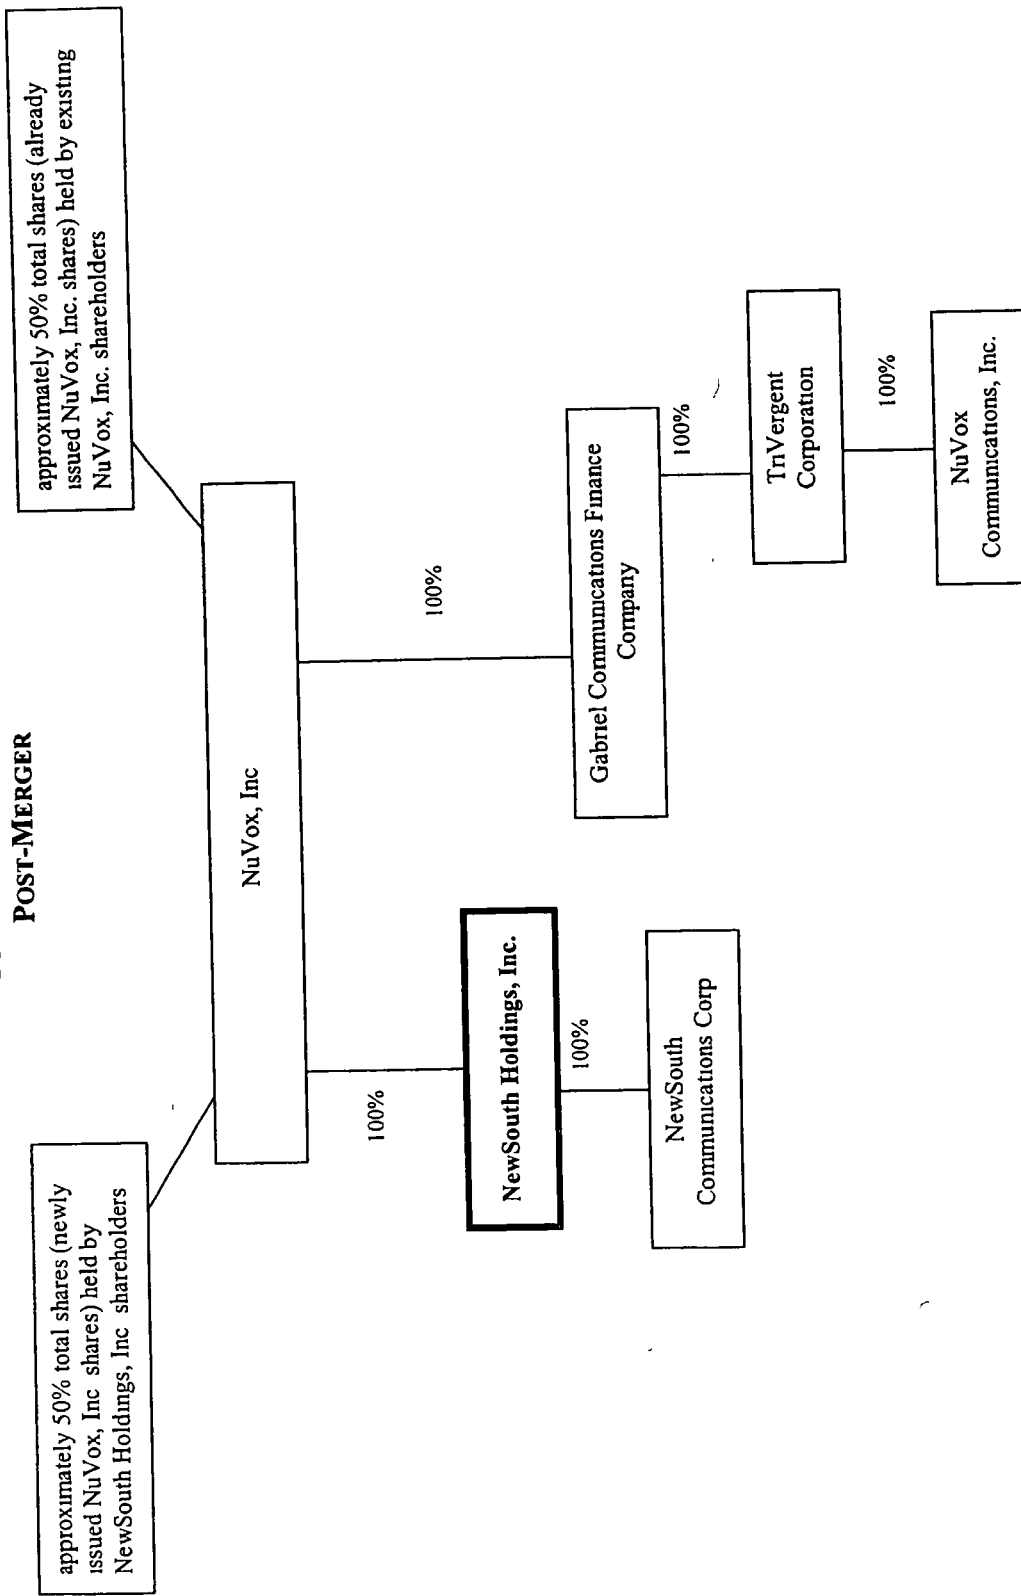 POST-MERGER
approximately 50% total shares (newly
issued NuVox, Inc shares) held by
NewSouth Holdings, Inc shareholders
approximately 50% total shares (already
issued NuVox, Inc. shares) held by existing
NuVox, Inc. shareholders
NuVox, Inc
100%
100%
NewSouth Holdings, Inc.
100%
NewSouth
Communications Corp
Gabriel Communications Finance
Company
100%
TriVergent
Corporation
100%
NuVox
Communications, Inc.